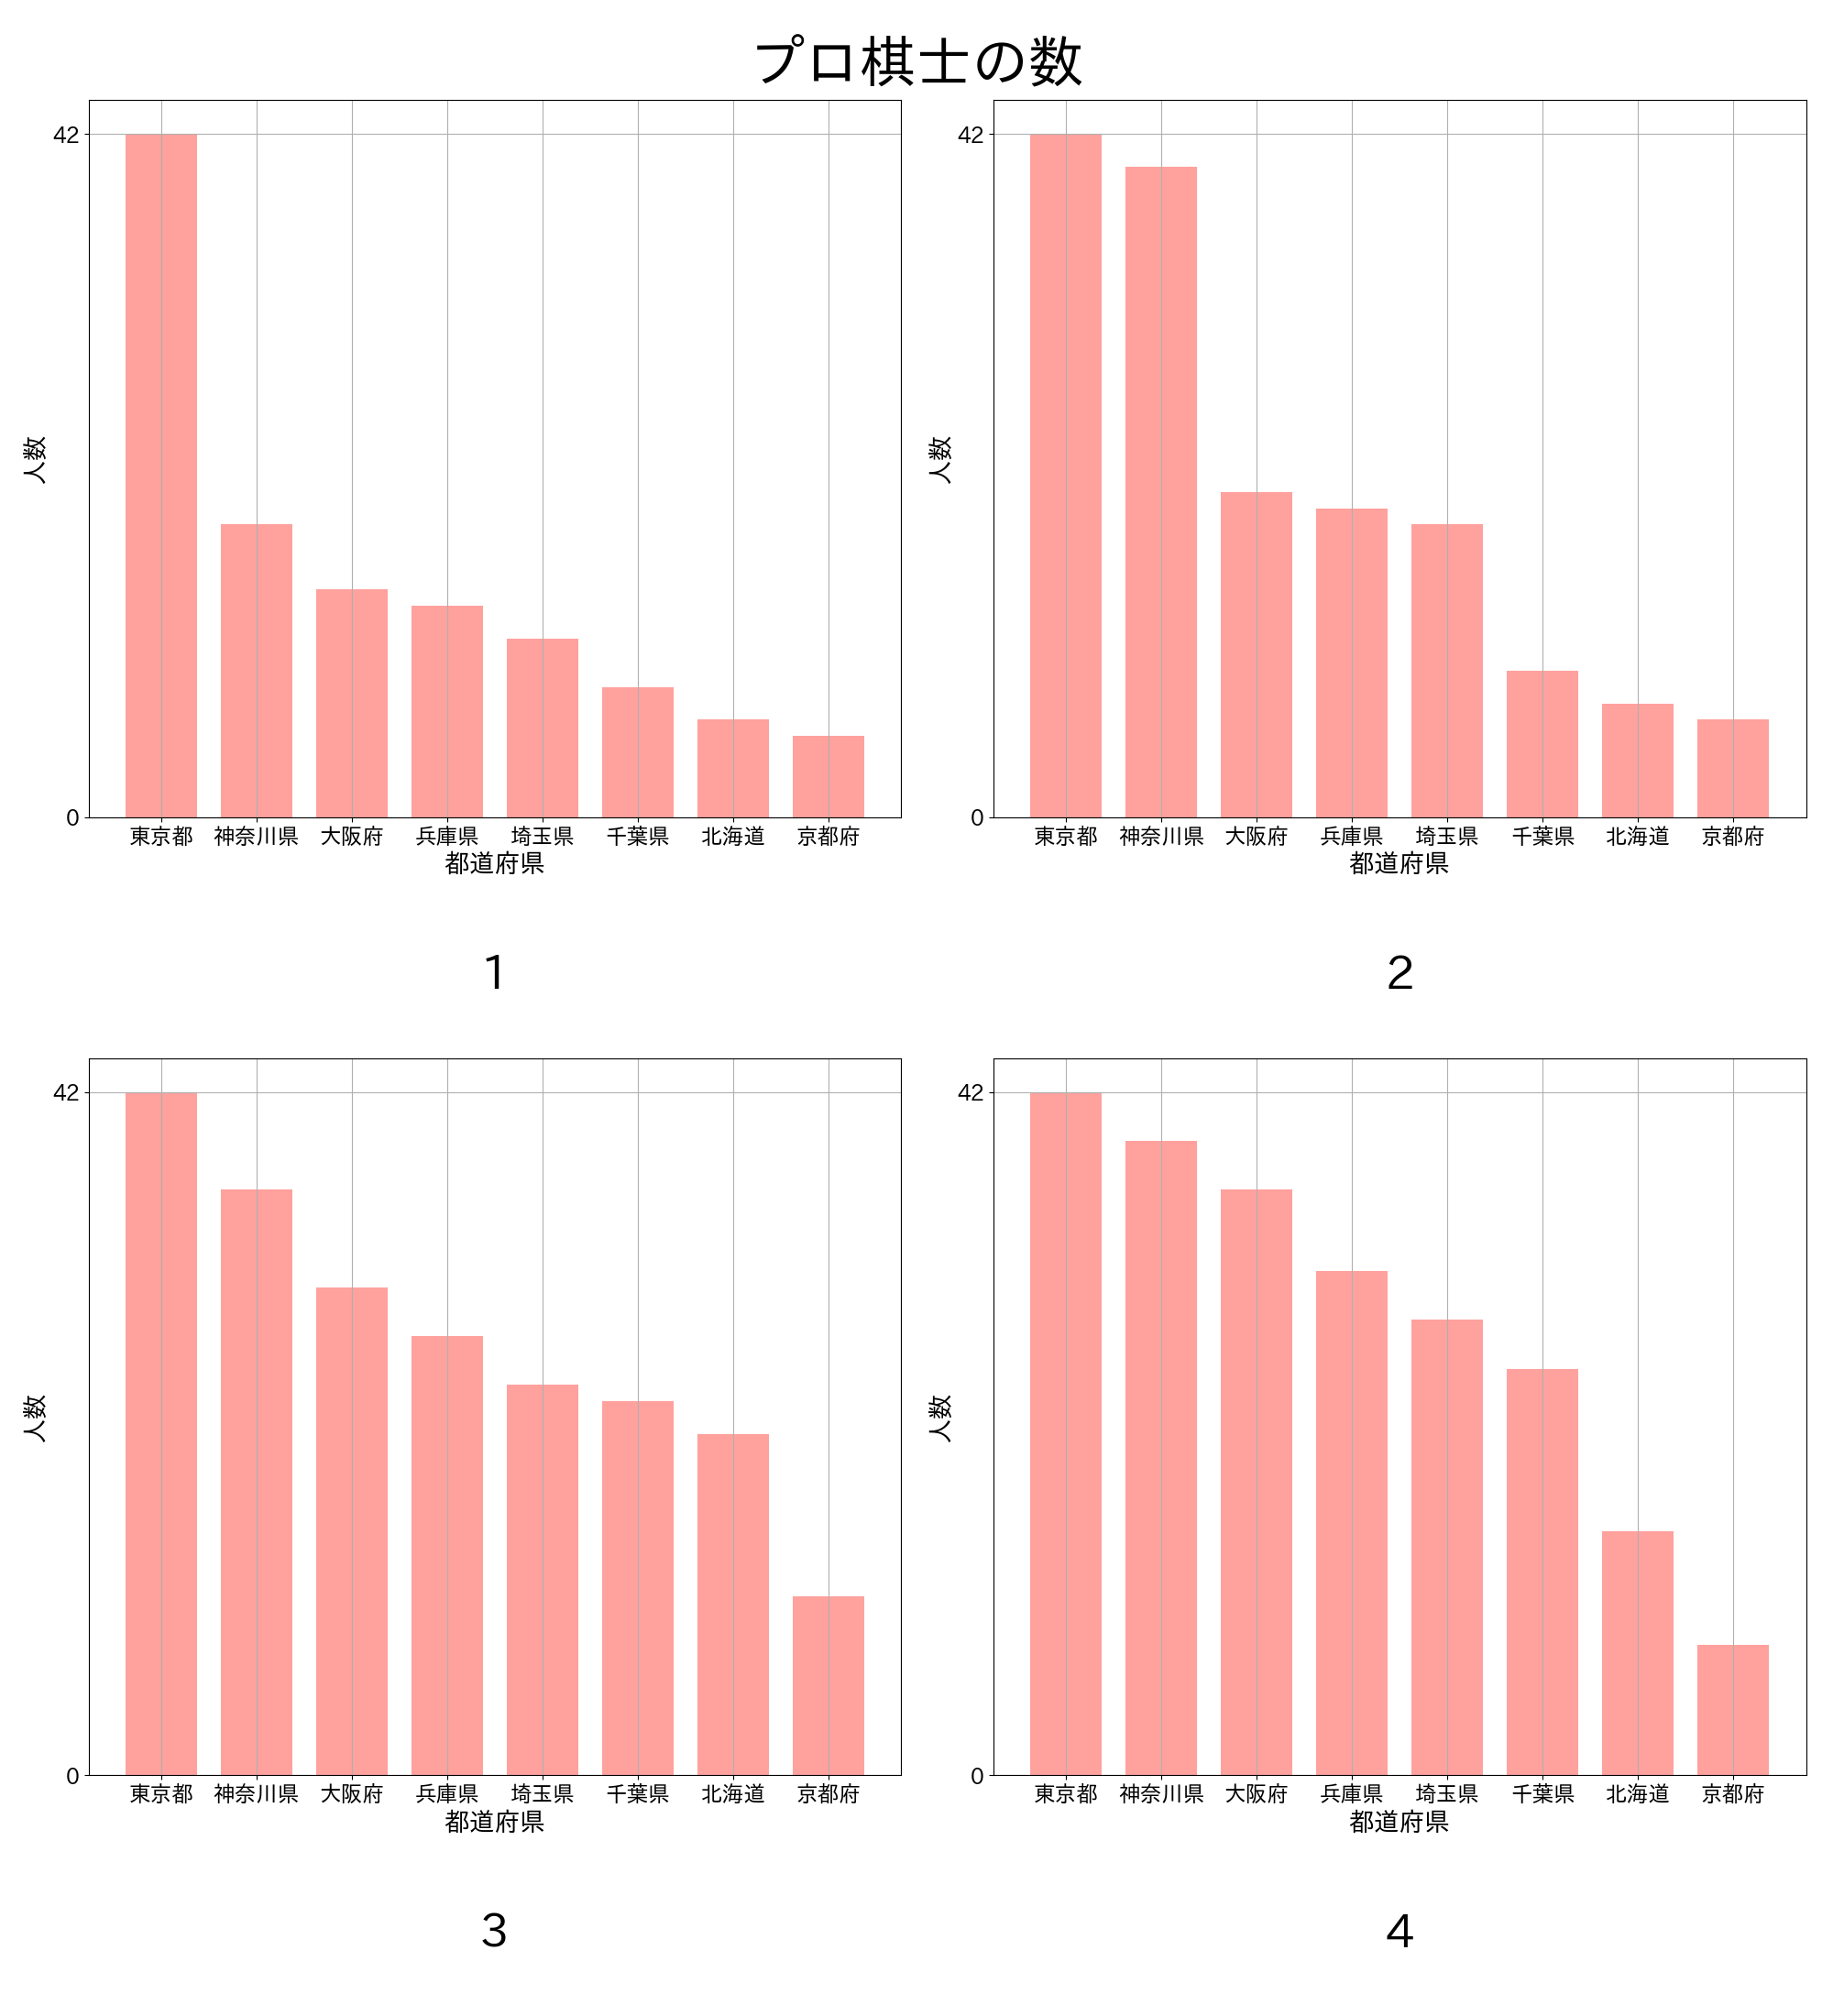 プロ棋士の数
42
人数
0
東京都 神奈川県 大阪府 兵庫県 埼玉県 千葉県 北海道 京都府
都道府県
1
42
人数
0
東京都 神奈川県 大阪府 兵庫県 埼玉県 千葉県 北海道 京都府
都道府県
2
42
人数
0
東京都 神奈川県 大阪府 兵庫県 埼玉県 千葉県 北海道 京都府
都道府県
3
42
人数
0
東京都 神奈川県 大阪府 兵庫県 埼玉県 千葉県 北海道 京都府
都道府県
4